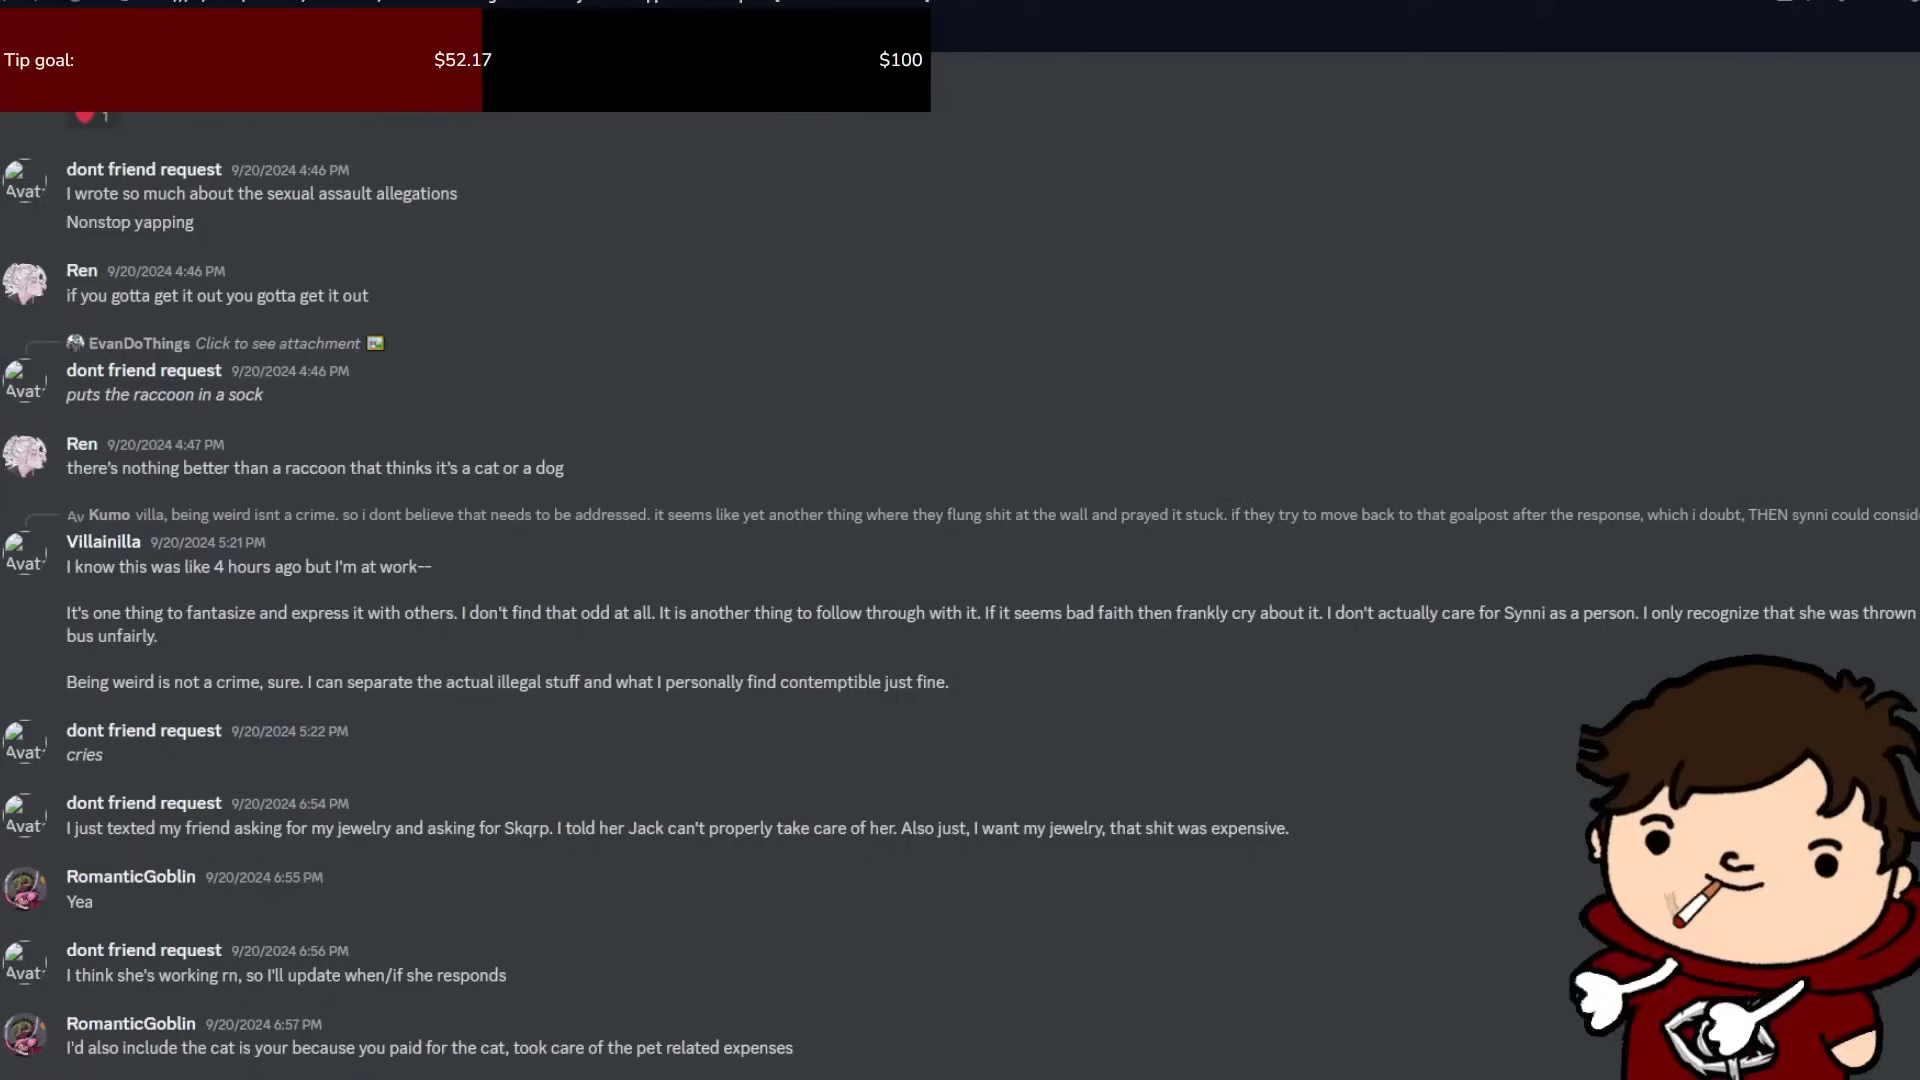 Tip goal: $52.17 $100
1
dont friend request 9/20/2024 4:46 PM
I wrote so much about the sexual assault allegations
Nonstop yapping
Ren 9/20/2024 4:46 PM
if you gotta get it out you gotta get it out
EvanDoThings Click to see attachment
dont friend request 9/20/2024 4:46 PM
Avat
puts the raccoon in a sock
Ren 9/20/2024 4:47 PM
there's nothing better than a raccoon that thinks it's a cat or a dog
Av Kumo villa, being weird isnt a crime. so i dont believe that needs to be addressed. it seems like yet another thing where they flung shit at the wall and prayed it stuck. if they try to move back to that goalpost after the response, which i doubt, THEN synni could consid
Villainilla 9/20/2024 5:21 PM
Avat
I know this was like 4 hours ago but I'm at work--
It's one thing to fantasize and express it with others. I don't find that odd at all. It is another thing to follow through with it. If it seems bad faith then frankly cry about it. I don't actually care for Synni as a person. I only recognize that she was thrown
bus unfairly.
Being weird is not a crime, sure. I can separate the actual illegal stuff and what I personally find contemptible just fine.
dont friend request 9/20/2024 5:22 PM
Avat
cries
dont friend request 9/20/2024 6:54 PM
Avat
I just texted my friend asking for my jewelry and asking for Skqrp. I told her Jack can't properly take care of her. Also just, I want my jewelry, that shit was expensive.
RomanticGoblin 9/20/2024 6:55 PM
Yea
dont friend request 9/20/2024 6:56 PM
Avat
I think she's working rn, so I'll update when/if she responds
RomanticGoblin 9/20/2024 6:57 PM
I'd also include the cat is your because you paid for the cat, took care of the pet related expenses